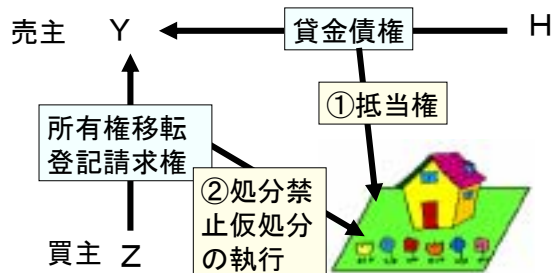 売主 Y
貸金債権
H
①抵当権
所有権移転
登記請求権
②処分禁
止仮処分
の執行
買主 Z